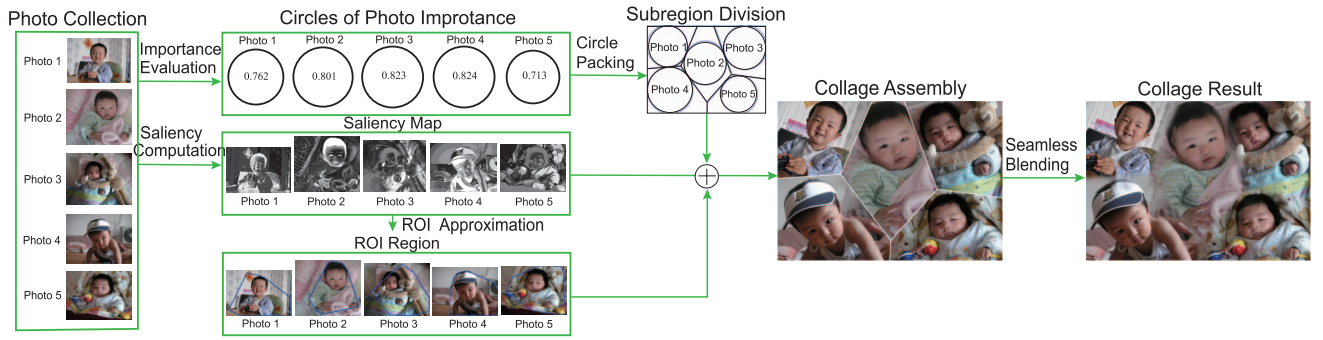 Photo Collection
Photo 1
Photo 2
Photo 3
Photo 4
Photo 5
Importance
Evaluation
Saliency
Computation
Circles of Photo Improtance
Photo 1 Photo 2 Photo 3 Photo 4 Photo 5
0.762 0.801 0.823 0.824 0.713
Saliency Map
Photo 1 Photo 2 Photo 3 Photo 4 Photo 5
ROI Approximation
ROI Region
Photo 1 Photo 2 Photo 3 Photo 4 Photo 5
Circle
Packing
Subregion Division
Photo 1
Photo 2
Photo 3
Photo 4
Photo 5
Collage Assembly
Seamless
Blending
Collage Result